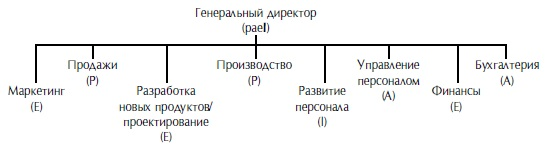 Генеральный директор
(paeI)
Маркетинг
(E)
Продажи
(P)
Разработка
новых продуктов/
проектирование
(E)
Производство
(P)
Развитие
персонала
(I)
Управление
персоналом
(A)
Финансы
(E)
Бухгалтерия
(A)